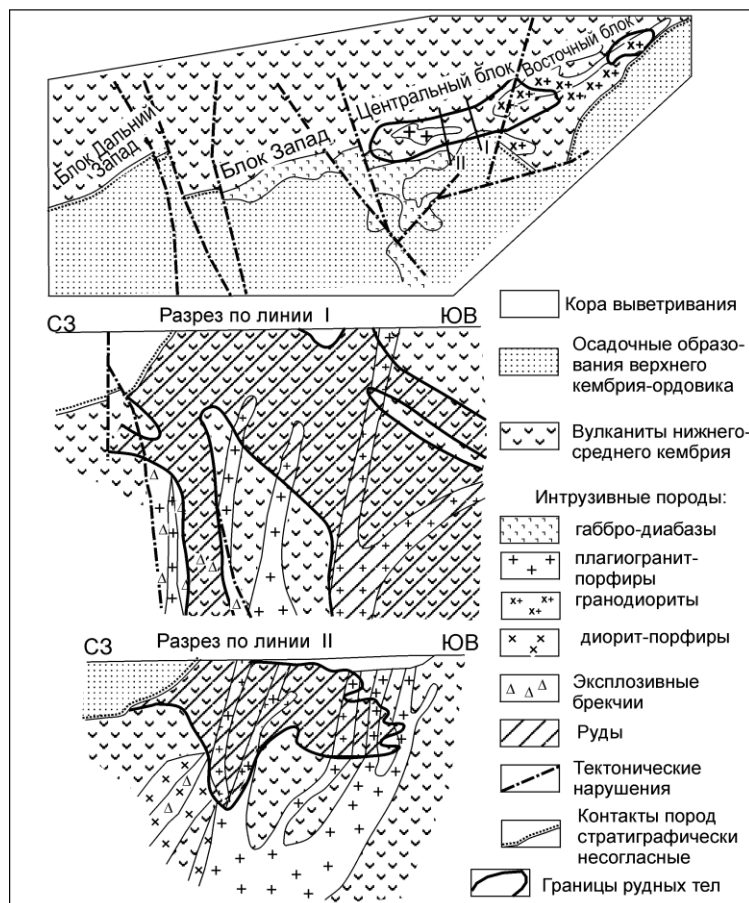 Блок Дальний
Запад
Блок Запад
Центральный блок
Восточный блок
I
II
СЗ
Разрез по линии I
ЮВ
СЗ
Разрез по линии II
ЮВ
Кора выветривания
Осадочные образо-
вания верхнего
кембрия-ордовика
Вулканиты нижнего-
среднего кембрия
Интрузивные породы:
габбро-диабазы
плагиогранит-
порфиры
гранодиориты
диорит-порфиры
Эксплозивные
брекчии
Руды
Тектонические
нарушения
Контакты пород
стратиграфически
несогласные
Границы рудных тел